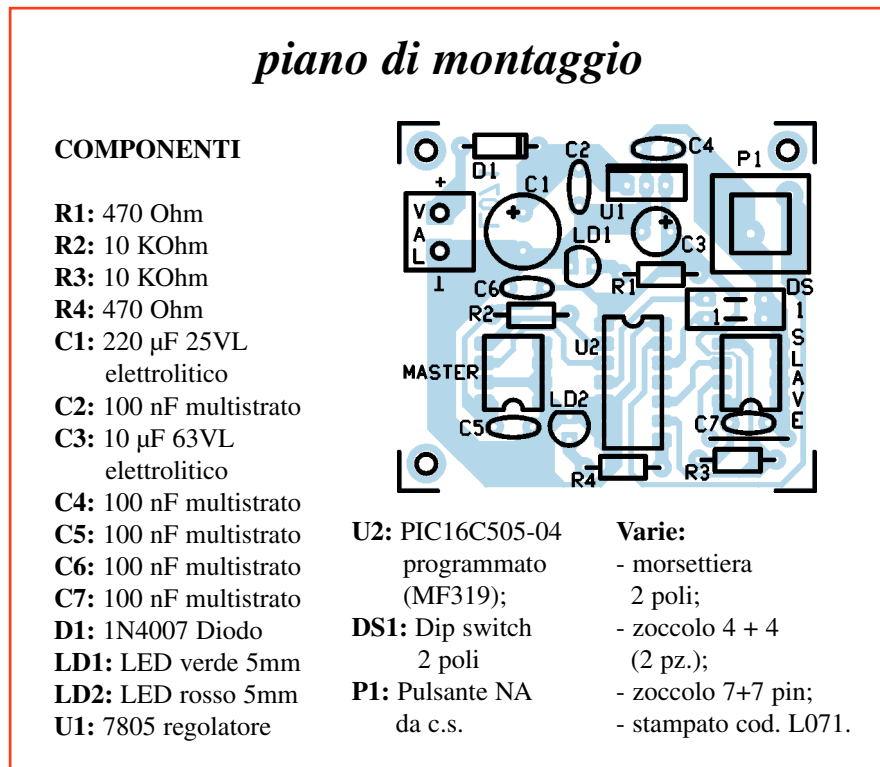 piano di montaggio
COMPONENTI
R1: 470 Ohm
R2: 10 KOhm
R3: 10 KOhm
R4: 470 Ohm
C1: 220 µF 25VL
elettrolitico
C2: 100 nF multistrato
C3: 10 µF 63VL
elettrolitico
C4: 100 nF multistrato
C5: 100 nF multistrato
C6: 100 nF multistrato
C7: 100 nF multistrato
D1: 1N4007 Diodo
LD1: LED verde 5mm
LD2: LED rosso 5mm
U1: 7805 regolatore
D1
C2
C4
P1
+
VAL
C1
+
U1
+
C3
LD1
R1
C6
R2
DS1
1
U2
MASTER
SLAVE
C5
LD2
C7
R4
R3
U2: PIC16C505-04
programmato
(MF319);
DS1: Dip switch
2 poli
P1: Pulsante NA
da c.s.
Varie:
- morsettiera
2 poli;
- zoccolo 4 + 4
(2 pz.);
- zoccolo 7+7 pin;
- stampato cod. L071.